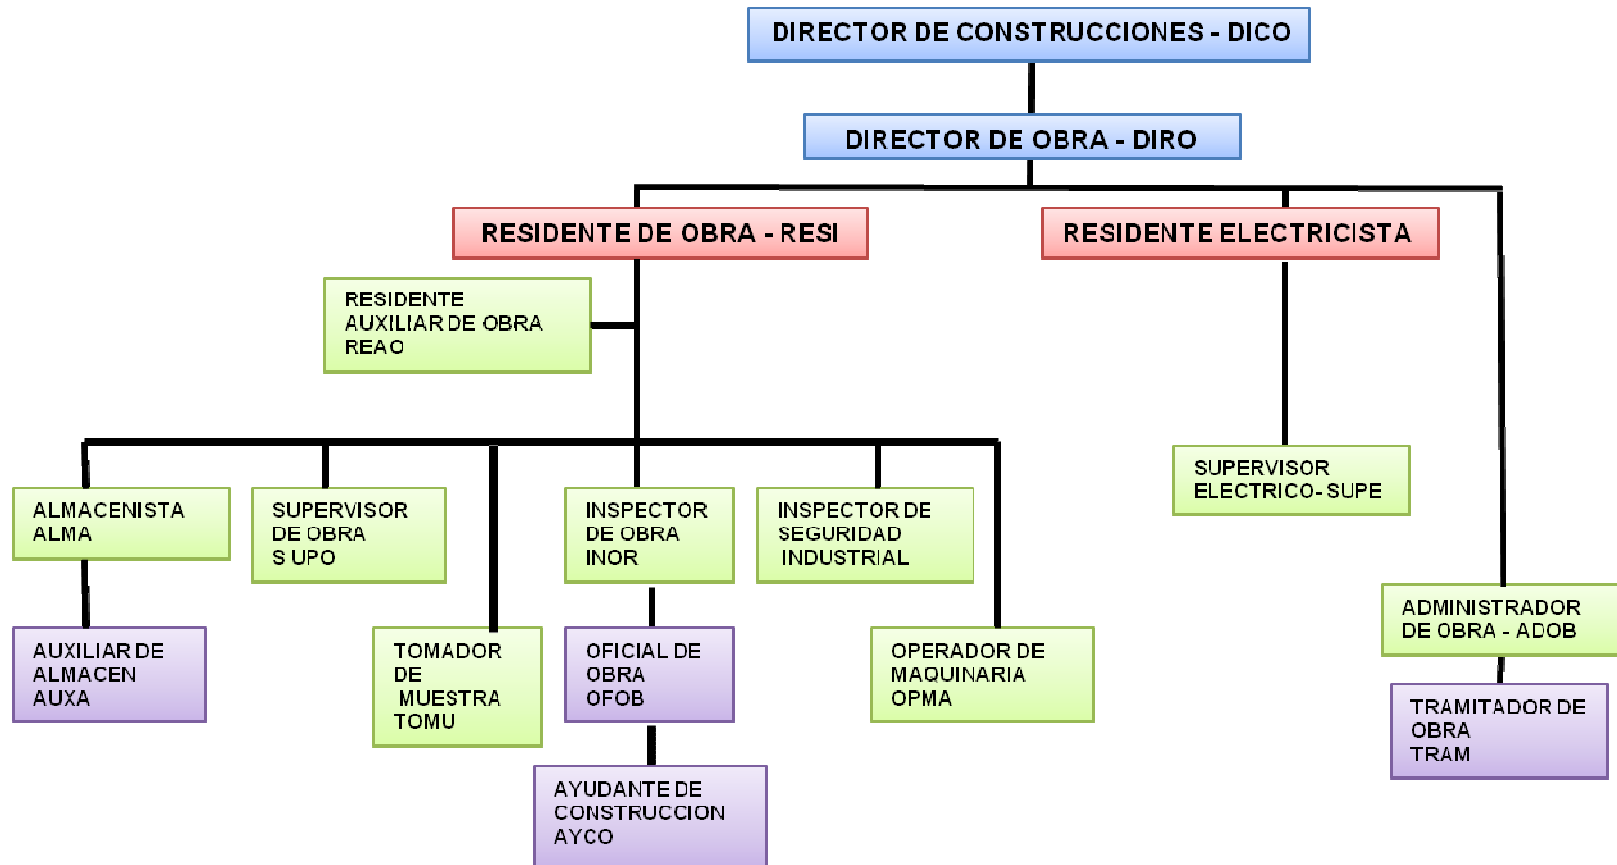 DIRECTOR DE CONSTRUCCIONES - DICO
DIRECTOR DE OBRA - DIRO
RESIDENTE DE OBRA - RESI
RESIDENTE ELECTRICISTA
RESIDENTE
AUXILIAR DE OBRA
REAO
SUPERVISOR
ELECTRICO- SUPE
ALMACENISTA
ALMA
SUPERVISOR
DE OBRA
S UPO
INSPECTOR
DE OBRA
INOR
INSPECTOR DE
SEGURIDAD
INDUSTRIAL
ADMINISTRADOR
DE OBRA - ADOB
AUXILIAR DE
ALMACEN
AUXA
TOMADOR
DE
MUESTRA
TOMU
OFICIAL DE
OBRA
OFOB
OPERADOR DE
MAQUINARIA
OPMA
TRAMITADOR DE
OBRA
TRAM
AYUDANTE DE
CONSTRUCCION
AYCO